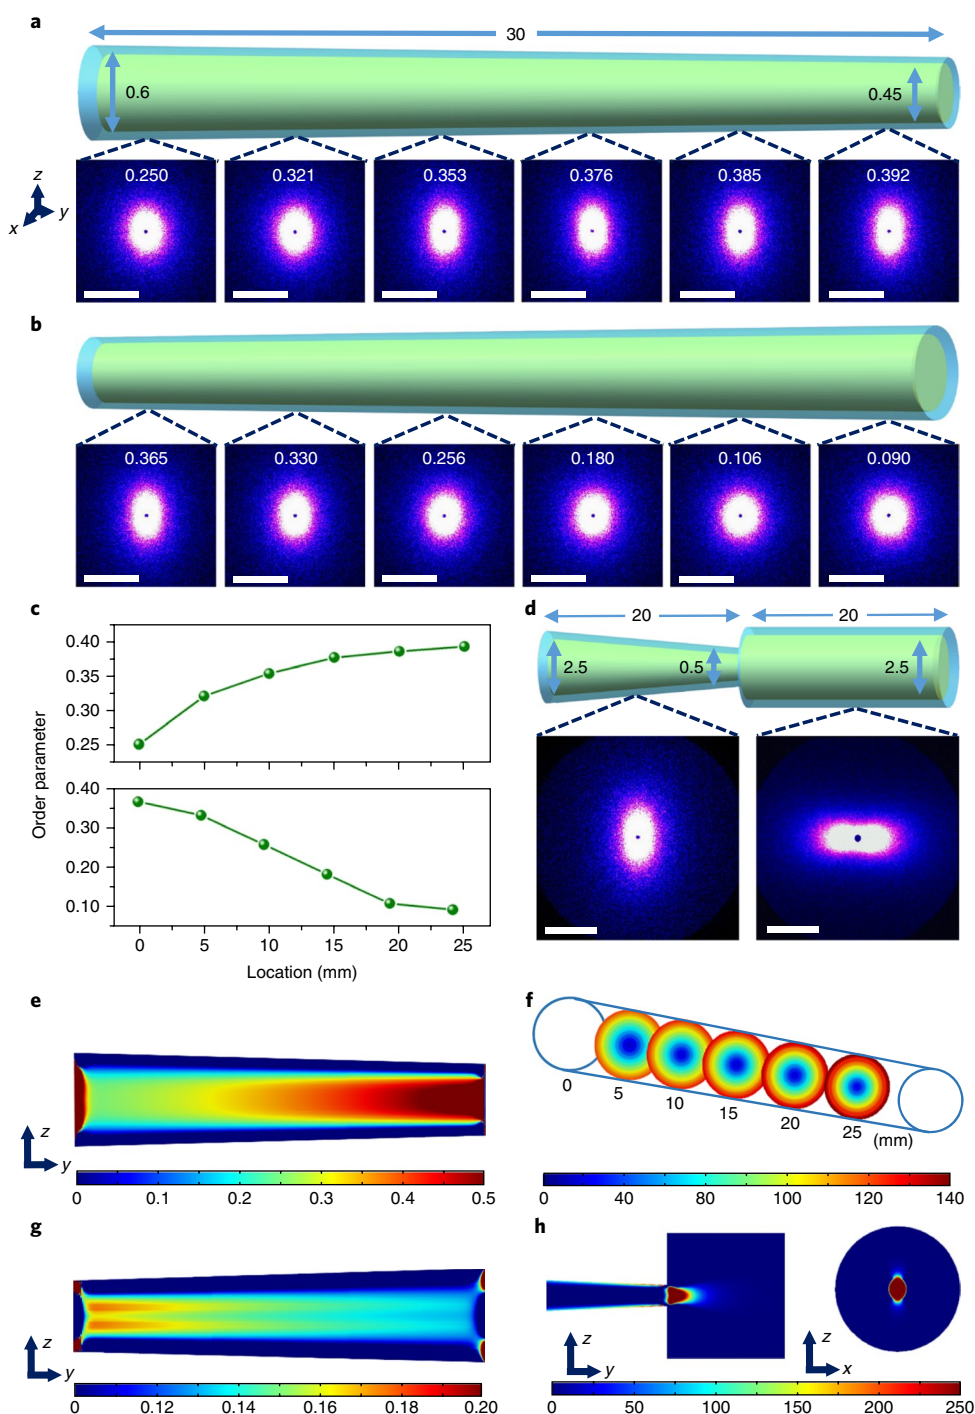 a
30
0.6
0.45
0.250 0.321 0.353 0.376 0.385 0.392
z
y
x
b
0.365 0.330 0.256 0.180 0.106 0.090
c
0.40
0.35
0.30
0.25
0.40
0.30
0.20
0.10
Order parameter
0 5 10 15 20 25
Location (mm)
d
20 20
2.5 0.5 2.5
e
z
y
0 0.1 0.2 0.3 0.4 0.5
f
0
5
10
15
20
25
(mm)
0 40 80 100 120 140
g
z
y
0 0.12 0.14 0.16 0.18 0.20
h
z
y
z
x
0 50 100 150 200 250